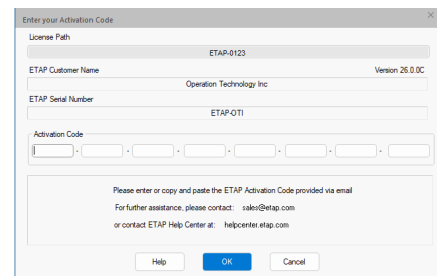 Enter your Activation Code
License Path
ETAP-0123
ETAP Customer Name Version 26.0.0C
Operation Technology Inc
ETAP Serial Number
ETAP-OTI
Activation Code
- - - - - - -
Please enter or copy and paste the ETAP Activation Code provided via email
For further assistance, please contact: sales@etap.com
or contact ETAP Help Center at: helpcenter.etap.com
Help OK Cancel